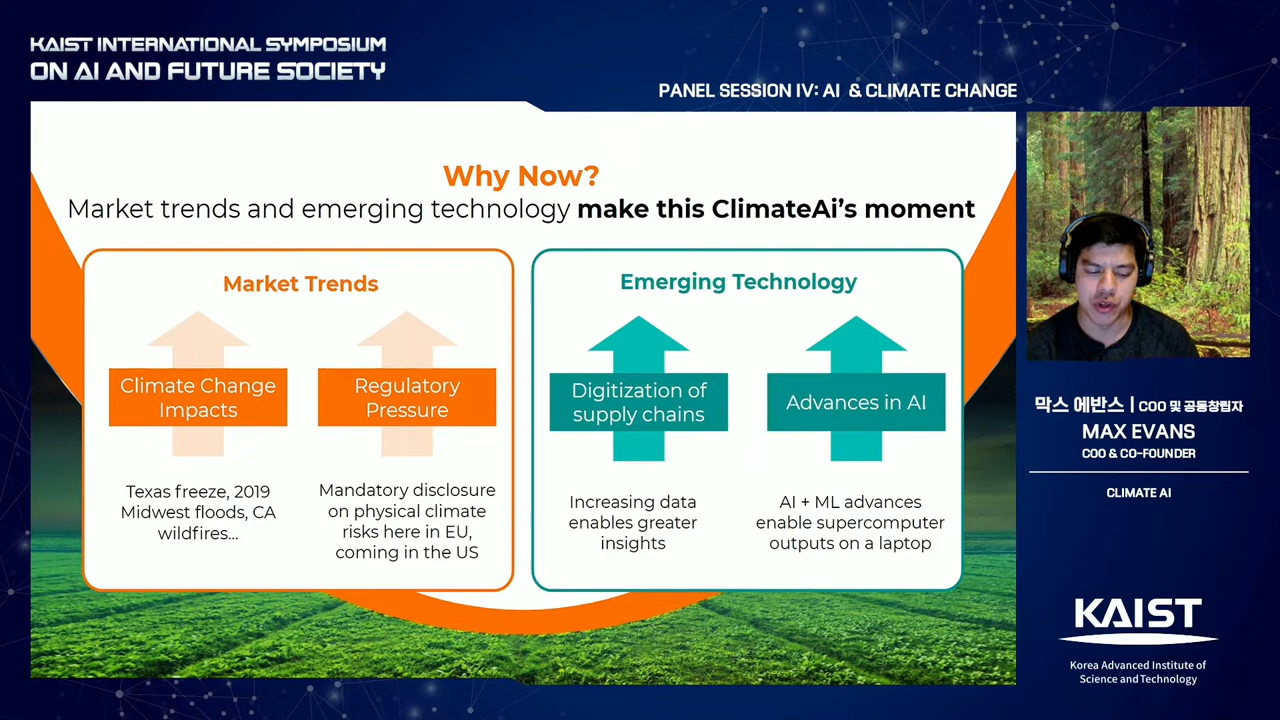 KAIST INTERNATIONAL SYMPOSIUM
ON AI AND FUTURE SOCIETY
PANEL SESSION IV: AI & CLIMATE CHANGE
Why Now?
Market trends and emerging technology make this ClimateAi's moment
Market Trends
Climate Change
Impacts
Texas freeze, 2019
Midwest floods, CA
wildfires...
Regulatory
Pressure
Mandatory disclosure
on physical climate
risks here in EU,
coming in the US
Emerging Technology
Digitization of
supply chains
Increasing data
enables greater
insights
Advances in AI
AI + ML advances
enable supercomputer
outputs on a laptop
막스 에반스 | COO 및 공동창립자
MAX EVANS
COO & CO-FOUNDER
CLIMATE AI
KAIST
Korea Advanced Institute of
Science and Technology